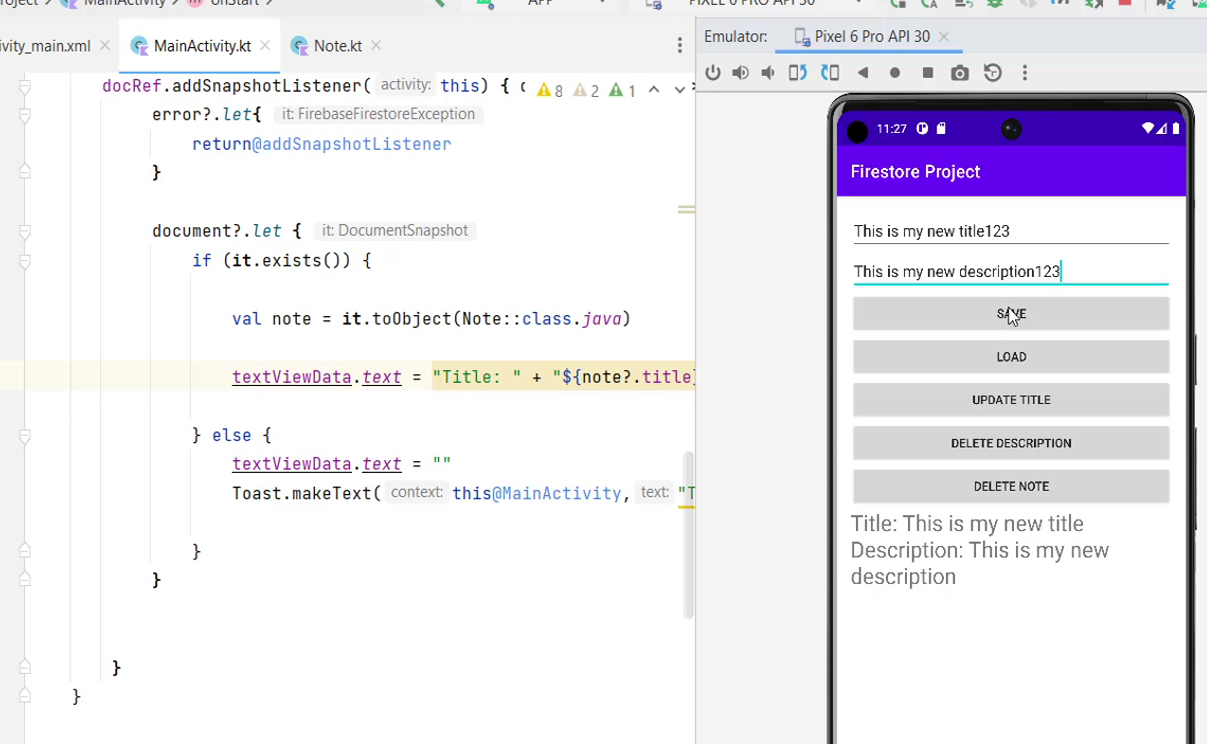 MainActivity
onStart
APP
PIXEL 6 PRO API 30
ivity_main.xml
MainActivity.kt
Note.kt
Emulator:
Pixel 6 Pro API 30
docRef.addSnapshotListener( activity: this) {
8 2 1
error?.let{ it: FirebaseFirestoreException
return@addSnapshotListener
}
document?.let { it: DocumentSnapshot
if (it.exists()) {
val note = it.toObject(Note::class.java)
textViewData.text = "Title: " + "${note?.title}
} else {
textViewData.text = ""
Toast.makeText( context: this@MainActivity, text: "T
}
}
}
}
11:27
Firestore Project
This is my new title123
This is my new description123
SAVE
LOAD
UPDATE TITLE
DELETE DESCRIPTION
DELETE NOTE
Title: This is my new title
Description: This is my new
description